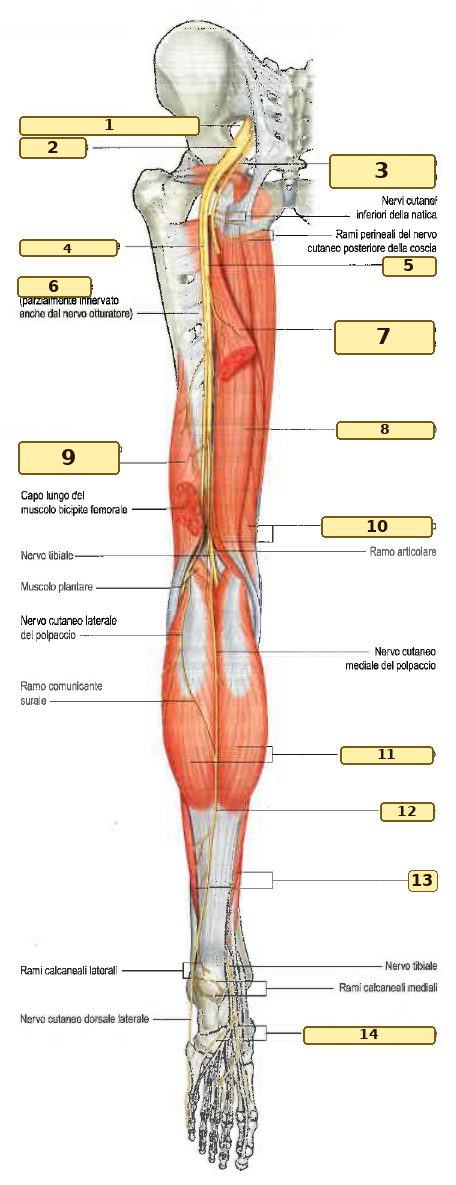 1
2
3
Nervi cutanei
inferiori della natica
Rami perineali del nervo
cutaneo posteriore della coscia
4
5
6
(parzialmente innervato
anche dal nervo otturatore)
7
8
9
Capo lungo del
muscolo bicipite femorale
10
Nervo tibiale
Ramo articolare
Muscolo plantare
Nervo cutaneo laterale
del polpaccio
Nervo cutaneo
mediale del polpaccio
Ramo comunicante
surale
11
12
13
Rami calcaneali laterali
Nervo tibiale
Rami calcaneali mediali
Nervo cutaneo dorsale laterale
14